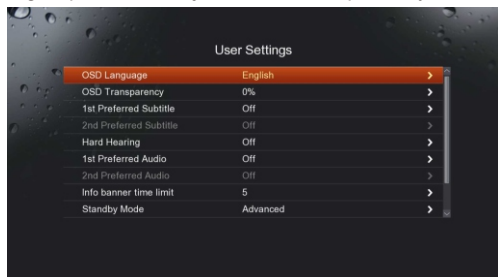 User Settings
OSD Language English
OSD Transparency 0%
1st Preferred Subtitle Off
2nd Preferred Subtitle Off
Hard Hearing Off
1st Preferred Audio Off
2nd Preferred Audio Off
Info banner time limit 5
Standby Mode Advanced